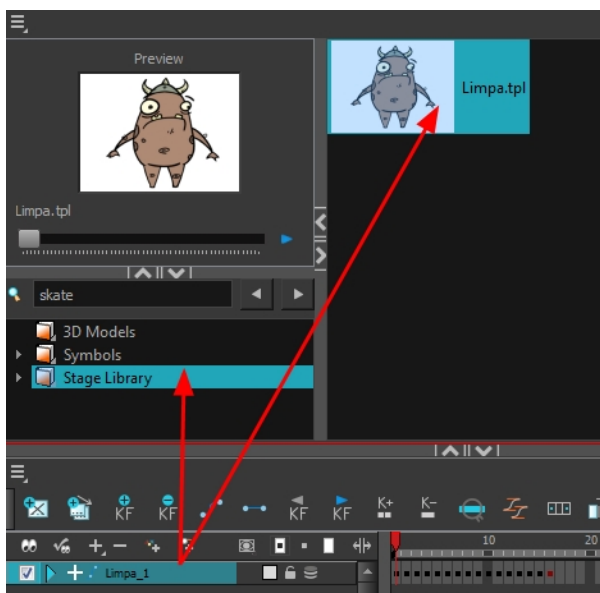 Preview
Limpa.tpl
Limpa.tpl
skate
3D Models
Symbols
Stage Library
KF KF KF KF K+ K-
10 20
Limpa_1